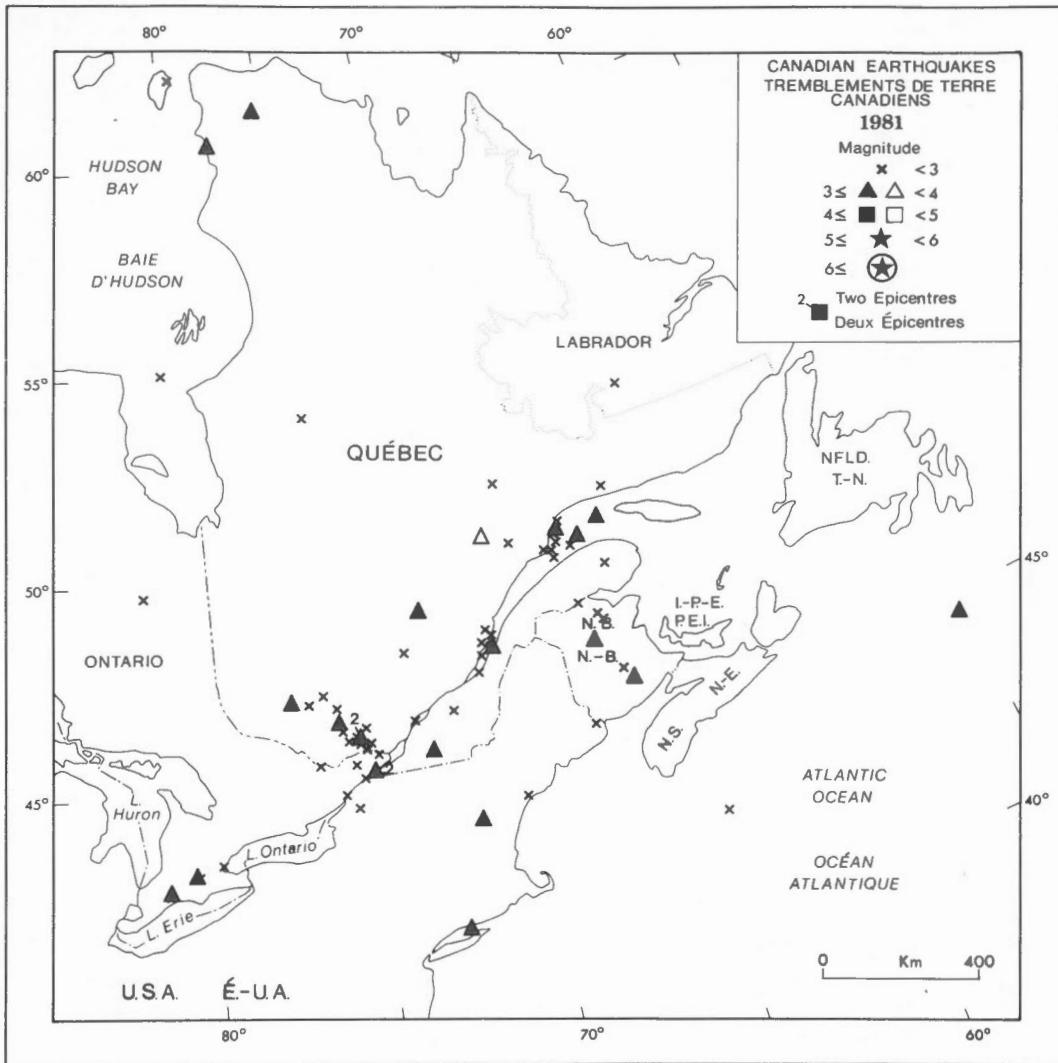 80° 70° 60°
CANADIAN EARTHQUAKES
TREMBLEMENTS DE TERRE
CANADIENS
1981
Magnitude
< 3
3≤ < 4
4≤ < 5
5≤ < 6
6≤
2 Two Epicentres
Deux Épicentres
HUDSON
BAY
60°
BAIE
D'HUDSON
LABRADOR
55°
QUÉBEC
NFLD.
T.-N.
50°
45°
I.-P.-E.
P.E.I.
N.B.
N.-B.
ONTARIO
N.-E.
N.S.
2
2
ATLANTIC
OCEAN
45°
40°
Huron
L. Ontario
OCÉAN
ATLANTIQUE
L. Erie
0 Km 400
U.S.A. É.-U.A.
80° 70° 60°